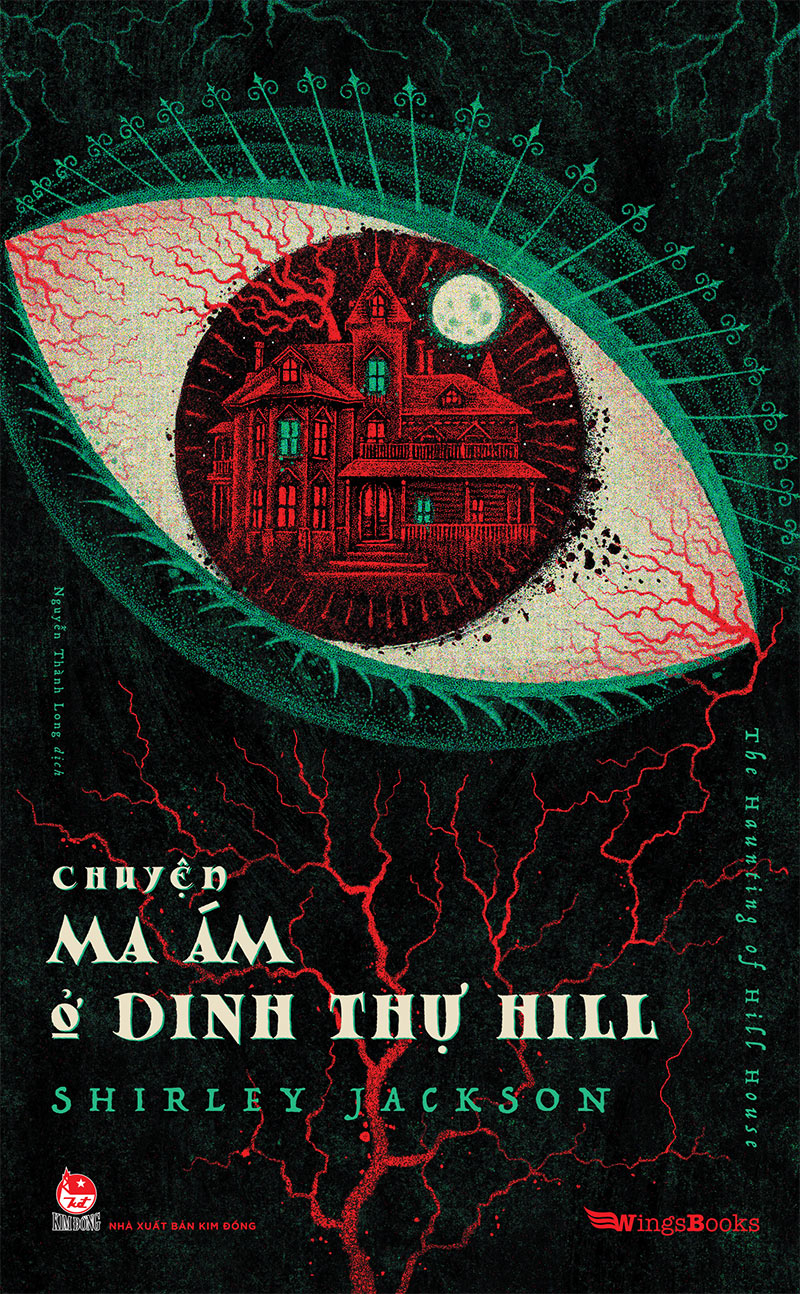 Nguyễn Thành Long dịch
The Haunting of Hill House
CHUYỆN
MA ÁM
Ở DINH THỰ HILL
SHIRLEY JACKSON
KIM ĐỒNG
NHÀ XUẤT BẢN KIM ĐỒNG
WingsBooks